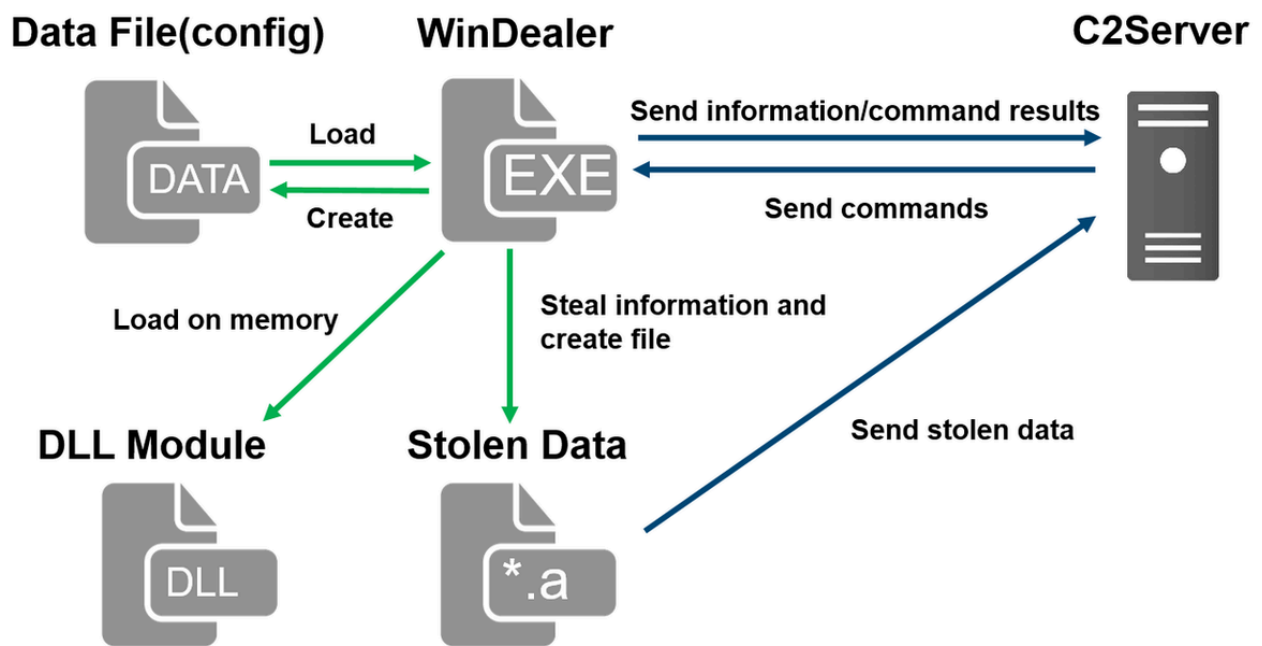 Data File(config)
WinDealer
C2Server
DATA
Load
Create
EXE
Send information/command results
Send commands
Load on memory
Steal information and
create file
Send stolen data
DLL Module
Stolen Data
DLL
*.a